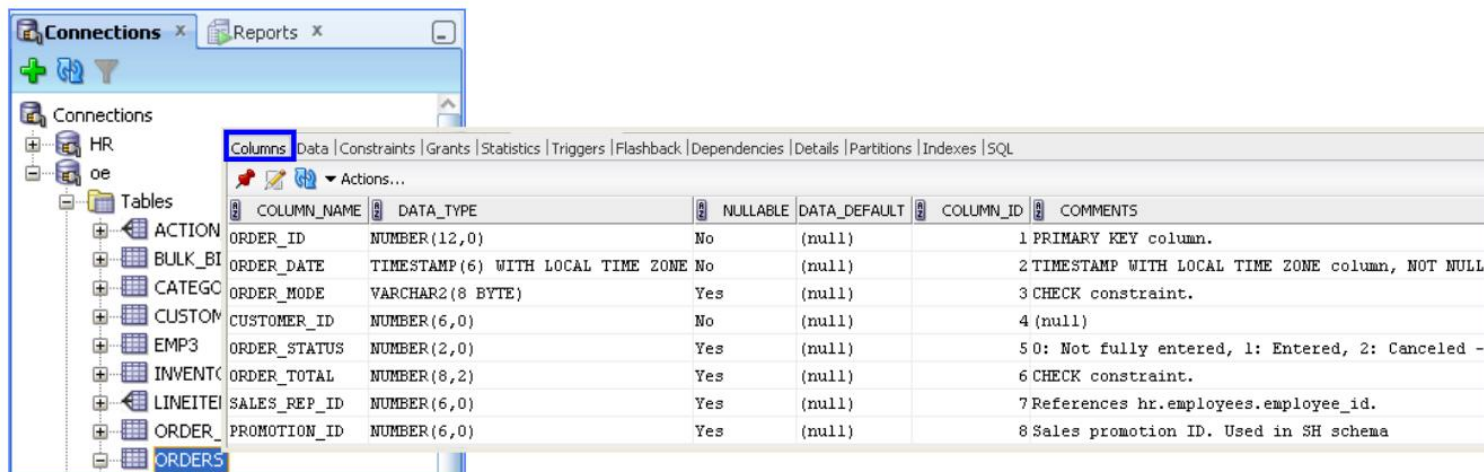 Connections x Reports x
Connections
HR
oe
Tables
ACTION
BULK_BI
CATEGO
CUSTOM
EMP3
INVENTO
LINEITE
ORDER_
ORDERS
Columns | Data | Constraints | Grants | Statistics | Triggers | Flashback | Dependencies | Details | Partitions | Indexes | SQL
Actions...
COLUMN_NAME DATA_TYPE NULLABLE DATA_DEFAULT COLUMN_ID COMMENTS
ORDER_ID NUMBER(12,0) No (null) 1 PRIMARY KEY column.
ORDER_DATE TIMESTAMP(6) WITH LOCAL TIME ZONE No (null) 2 TIMESTAMP WITH LOCAL TIME ZONE column, NOT NULL
ORDER_MODE VARCHAR2(8 BYTE) Yes (null) 3 CHECK constraint.
CUSTOMER_ID NUMBER(6,0) No (null) 4 (null)
ORDER_STATUS NUMBER(2,0) Yes (null) 5 0: Not fully entered, 1: Entered, 2: Canceled -
ORDER_TOTAL NUMBER(8,2) Yes (null) 6 CHECK constraint.
SALES_REP_ID NUMBER(6,0) Yes (null) 7 References hr.employees.employee_id.
PROMOTION_ID NUMBER(6,0) Yes (null) 8 Sales promotion ID. Used in SH schema